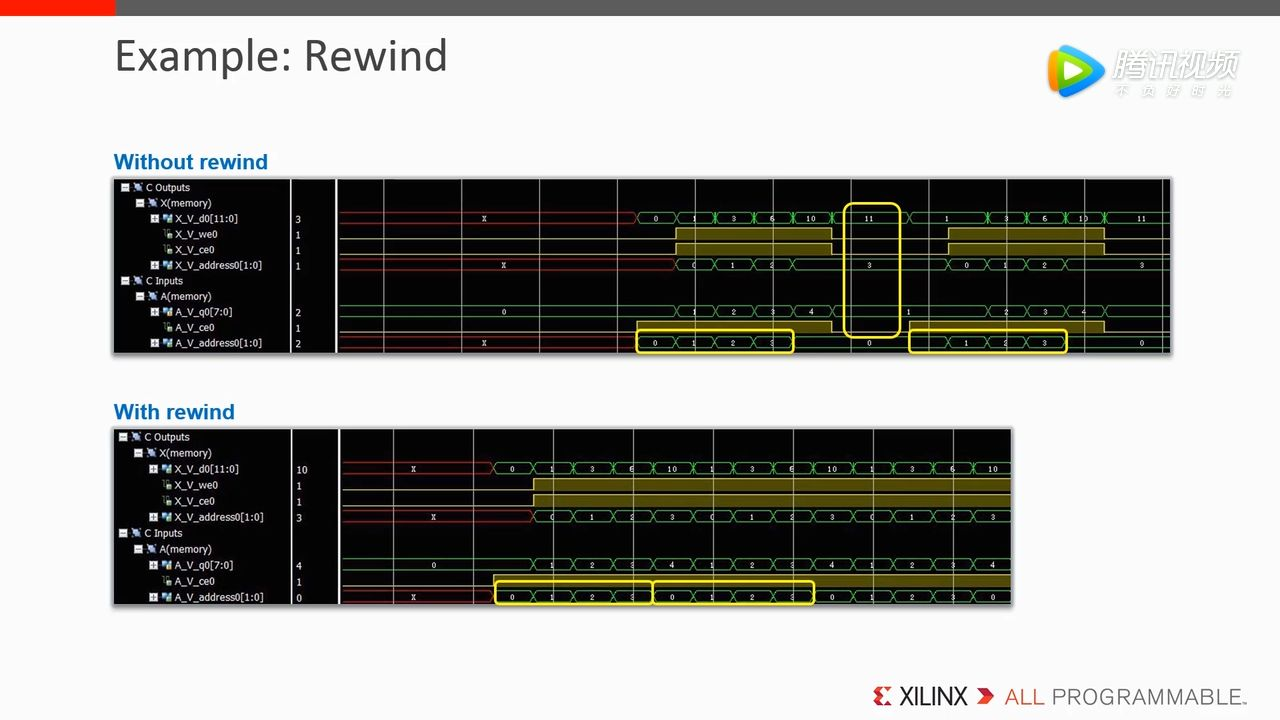 Example: Rewind
腾讯视频
不负好时光
Without rewind
C Outputs
X(memory)
X_V_d0[11:0] 3 X 0 1 3 6 10 11 1 3 6 10 11
X_V_we0 1
X_V_ce0 1
X_V_address0[1:0] 1 X 0 1 2 3 0 1 2 3
C Inputs
A(memory)
A_V_q0[7:0] 2 0 1 2 3 4 1 2 3 4
A_V_ce0 1
A_V_address0[1:0] 2 X 0 1 2 3 0 1 2 3 0
With rewind
C Outputs
X(memory)
X_V_d0[11:0] 10 X 0 1 3 6 10 1 3 6 10 1 3 6 10
X_V_we0 1
X_V_ce0 1
X_V_address0[1:0] 3 X 0 1 2 3 0 1 2 3 0 1 2 3
C Inputs
A(memory)
A_V_q0[7:0] 4 0 1 2 3 4 1 2 3 4 1 2 3 4
A_V_ce0 1
A_V_address0[1:0] 0 X 0 1 2 3 0 1 2 3 0 1 2 3 0
XILINX ALL PROGRAMMABLE™